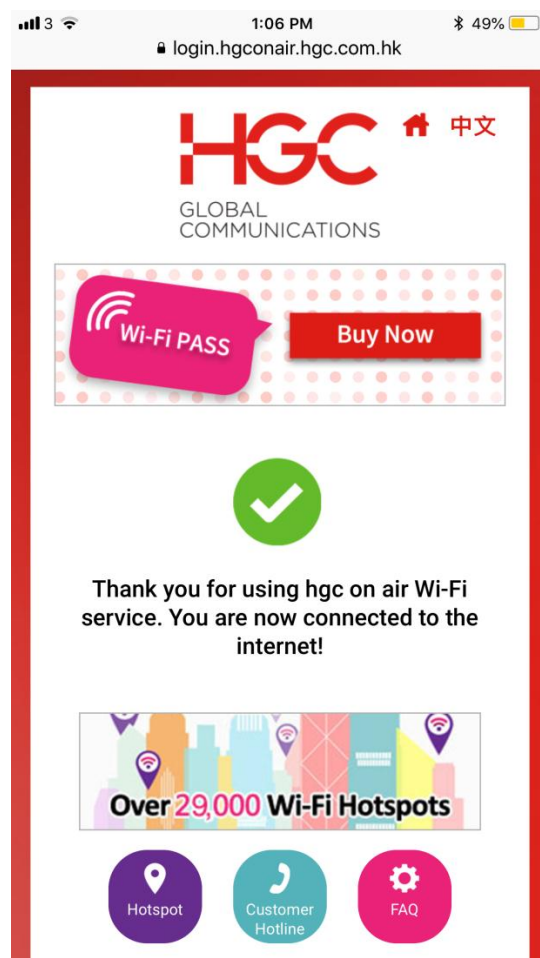 3 1:06 PM 49%
login.hgconair.hgc.com.hk
HGC 中文
GLOBAL
COMMUNICATIONS
Wi-Fi PASS Buy Now
Thank you for using hgc on air Wi-Fi
service. You are now connected to the
internet!
Over 29,000 Wi-Fi Hotspots
Hotspot Customer FAQ
Hotline